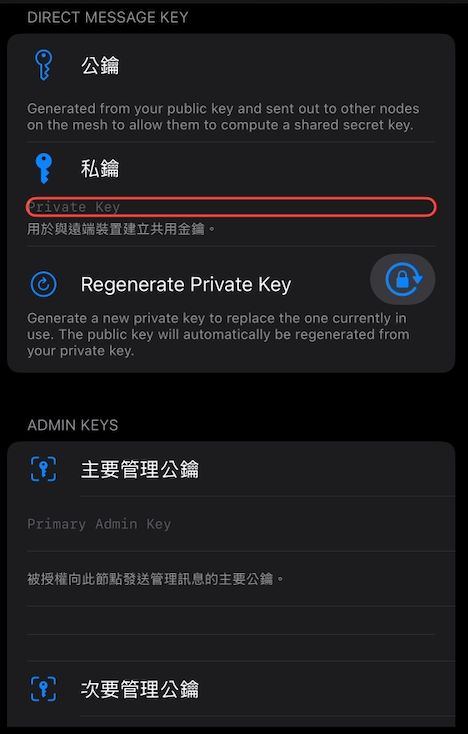 DIRECT MESSAGE KEY
公鑰
Generated from your public key and sent out to other nodes
on the mesh to allow them to compute a shared secret key.
私鑰
Private Key
用於與遠端裝置建立共用金鑰。
Regenerate Private Key
Generate a new private key to replace the one currently in
use. The public key will automatically be regenerated from
your private key.
ADMIN KEYS
主要管理公鑰
Primary Admin Key
被授權向此節點發送管理訊息的主要公鑰。
次要管理公鑰